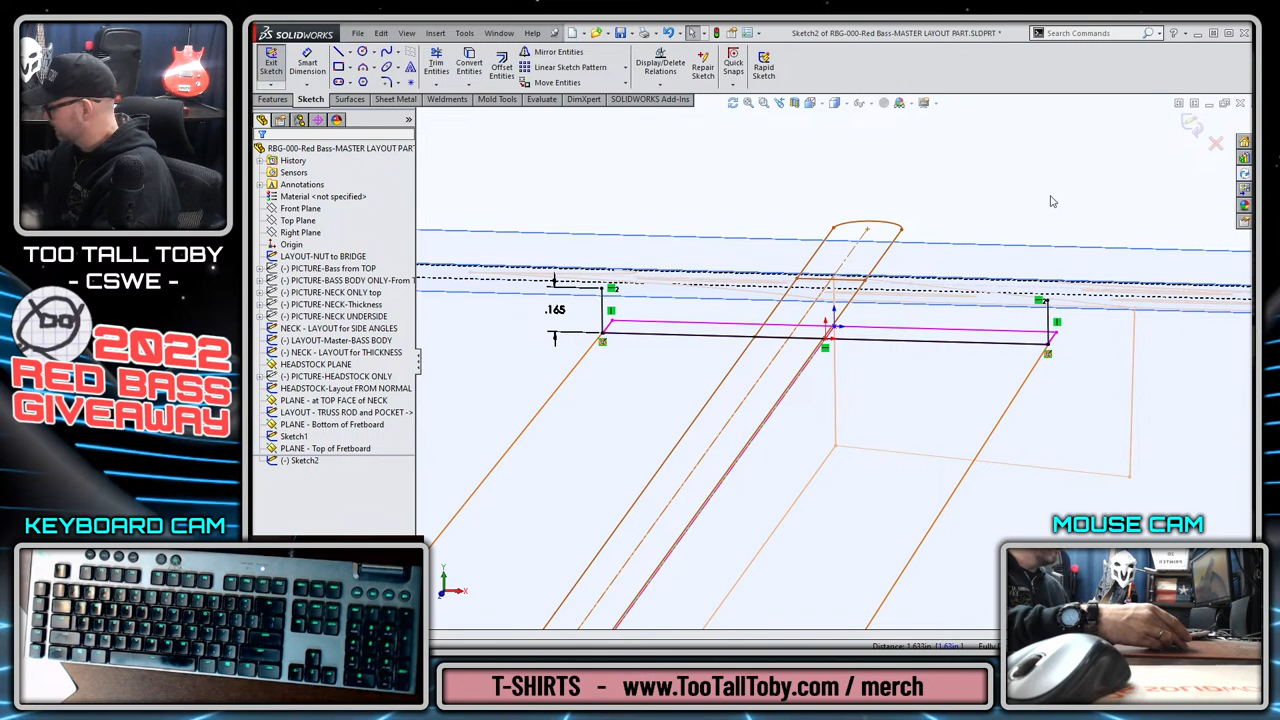 SOLIDWORKS
File Edit View Insert Tools Window Help
Sketch2 of RBG-000-Red Bass-MASTER LAYOUT PART.SLDPRT *
Search Commands
Exit Sketch
Smart Dimension
Trim Entities
Convert Entities
Offset Entities
Mirror Entities
Linear Sketch Pattern
Move Entities
Display/Delete Relations
Repair Sketch
Quick Snaps
Rapid Sketch
Features Sketch Surfaces Sheet Metal Weldments Mold Tools Evaluate DimXpert SOLIDWORKS Add-Ins
RBG-000-Red Bass-MASTER LAYOUT PART
History
Sensors
Annotations
Material <not specified>
Front Plane
Top Plane
Right Plane
Origin
LAYOUT-NUT to BRIDGE
(-) PICTURE-Bass from TOP
(-) PICTURE-BASS BODY ONLY-From T
(-) PICTURE-NECK ONLY top
(-) PICTURE-NECK-Thickness
(-) PICTURE-NECK UNDERSIDE
NECK - LAYOUT for SIDE ANGLES
(-) LAYOUT-Master-BASS BODY
(-) NECK - LAYOUT for THICKNESS
HEADSTOCK PLANE
(-) PICTURE-HEADSTOCK ONLY
HEADSTOCK-Layout FROM NORMAL
PLANE - at TOP FACE of NECK
LAYOUT - TRUSS ROD and POCKET ->
PLANE - Bottom of Fretboard
Sketch1
PLANE - Top of Fretboard
(-) Sketch2
.165
2
2
Y
X
Distance: 1.633in
TOO TALL TOBY
- CSWE -
2022
RED BASS
GIVEAWAY
KEYBOARD CAM
MOUSE CAM
T-SHIRTS - www.TooTallToby.com / merch